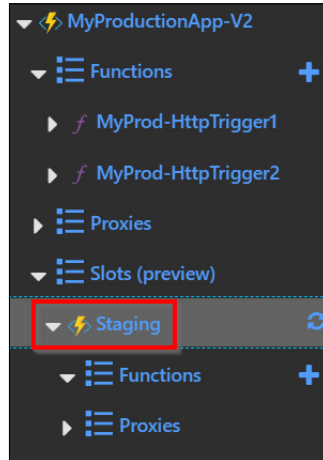 MyProductionApp-V2
Functions
MyProd-HttpTrigger1
MyProd-HttpTrigger2
Proxies
Slots (preview)
Staging
Functions
Proxies